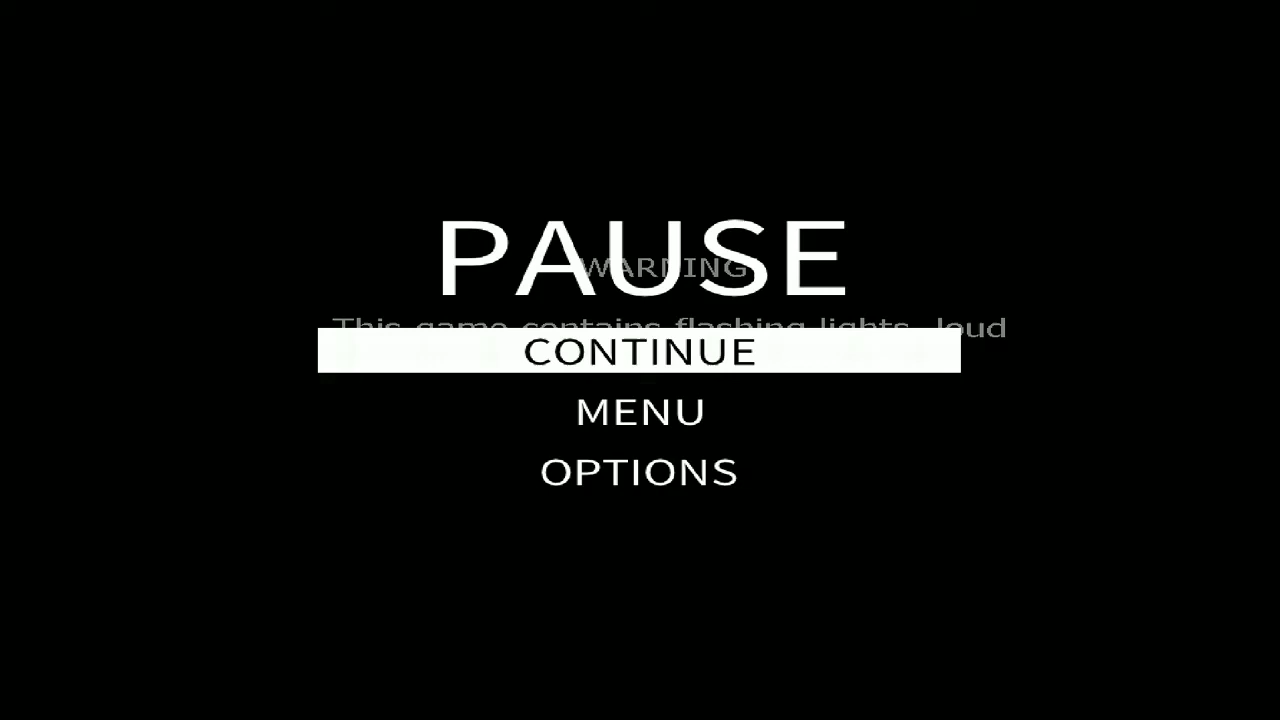 PAUSE
WARNING
This game contains flashing lights, loud
CONTINUE
MENU
OPTIONS